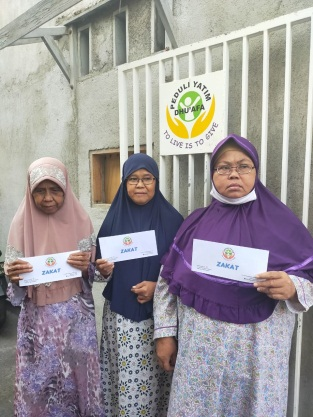 PEDULI YATIM
DHU'AFA
TO LIVE IS TO GIVE
ZAKAT
ZAKAT
ZAKAT